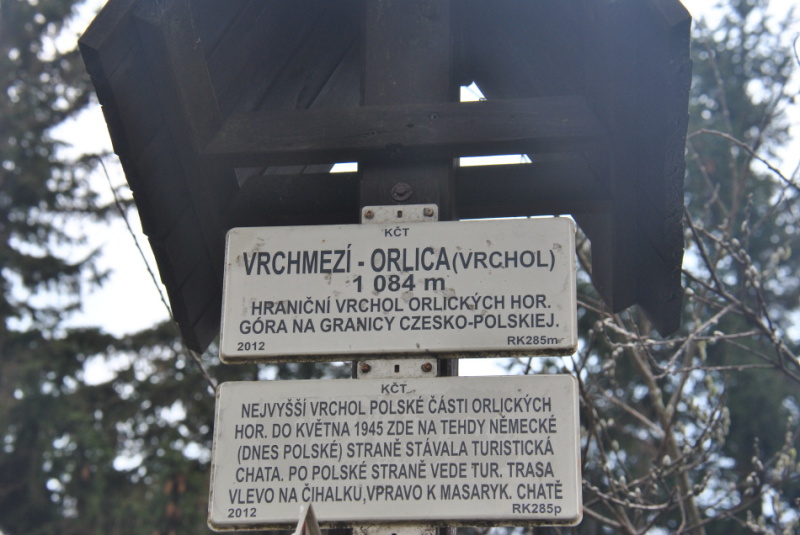 KČT
VRCHMEZÍ - ORLICA (VRCHOL)
1 084 m
HRANIČNÍ VRCHOL ORLICKÝCH HOR.
GÓRA NA GRANICY CZESKO-POLSKIEJ.
2012 RK285m
KČT
NEJVYŠŠÍ VRCHOL POLSKÉ ČÁSTI ORLICKÝCH
HOR. DO KVĚTNA 1945 ZDE NA TEHDY NĚMECKÉ
(DNES POLSKÉ) STRANĚ STÁVALA TURISTICKÁ
CHATA. PO POLSKÉ STRANĚ VEDE TUR. TRASA
VLEVO NA ČIHALKU,VPRAVO K MASARYK. CHATĚ
2012 RK285p